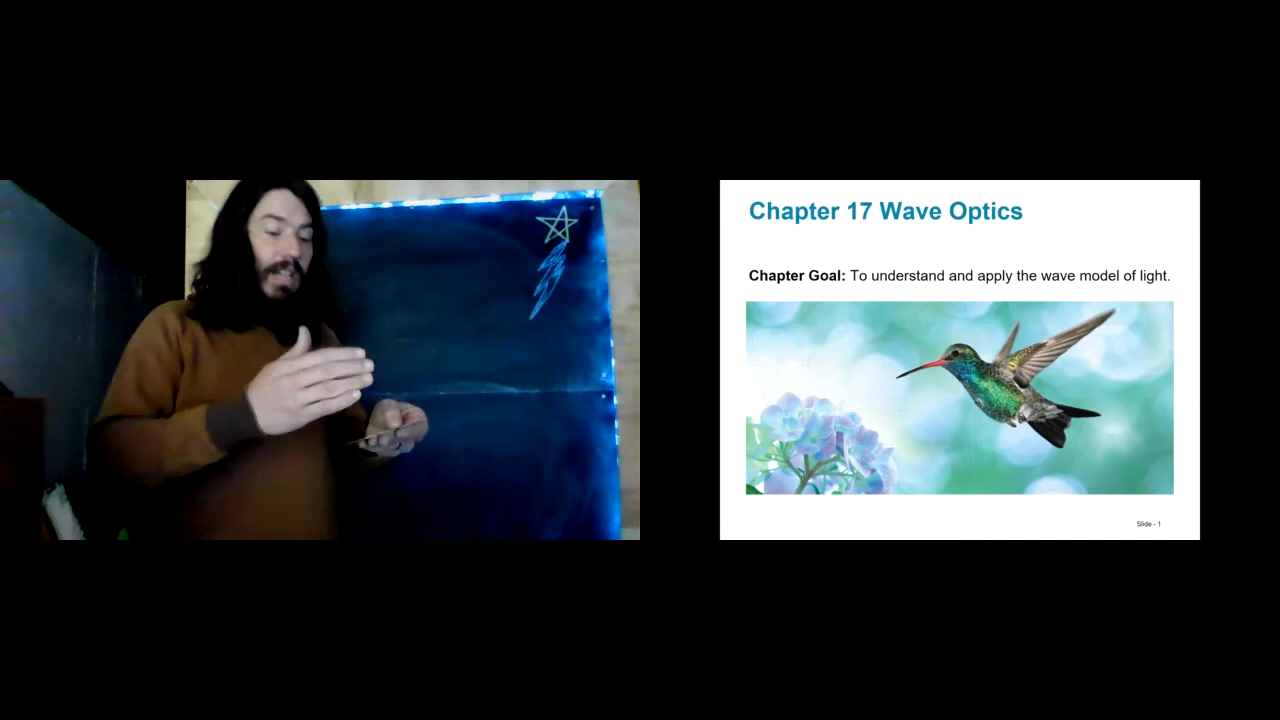 Chapter 17 Wave Optics
Chapter Goal: To understand and apply the wave model of light.
Slide - 1